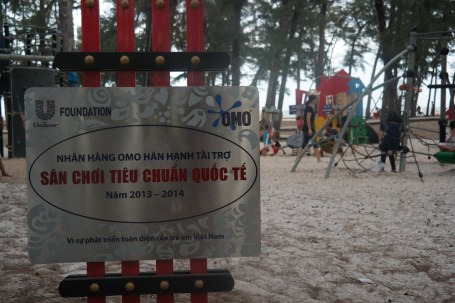 Unilever
FOUNDATION
OMO
NHÃN HÀNG OMO HÂN HẠNH TÀI TRỢ
SÂN CHƠI TIÊU CHUẨN QUỐC TẾ
Năm 2013 – 2014
Vì sự phát triển toàn diện của trẻ em Việt Nam